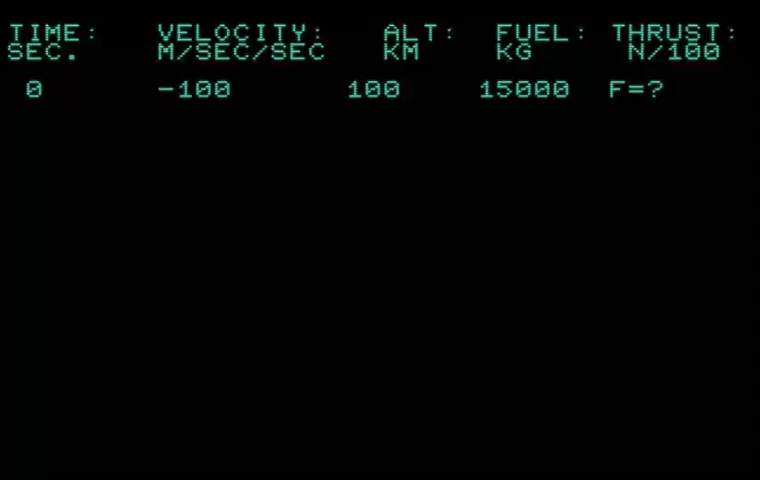 TIME: VELOCITY: ALT: FUEL: THRUST:
SEC. M/SEC/SEC KM KG N/100
0 -100 100 15000 F=?